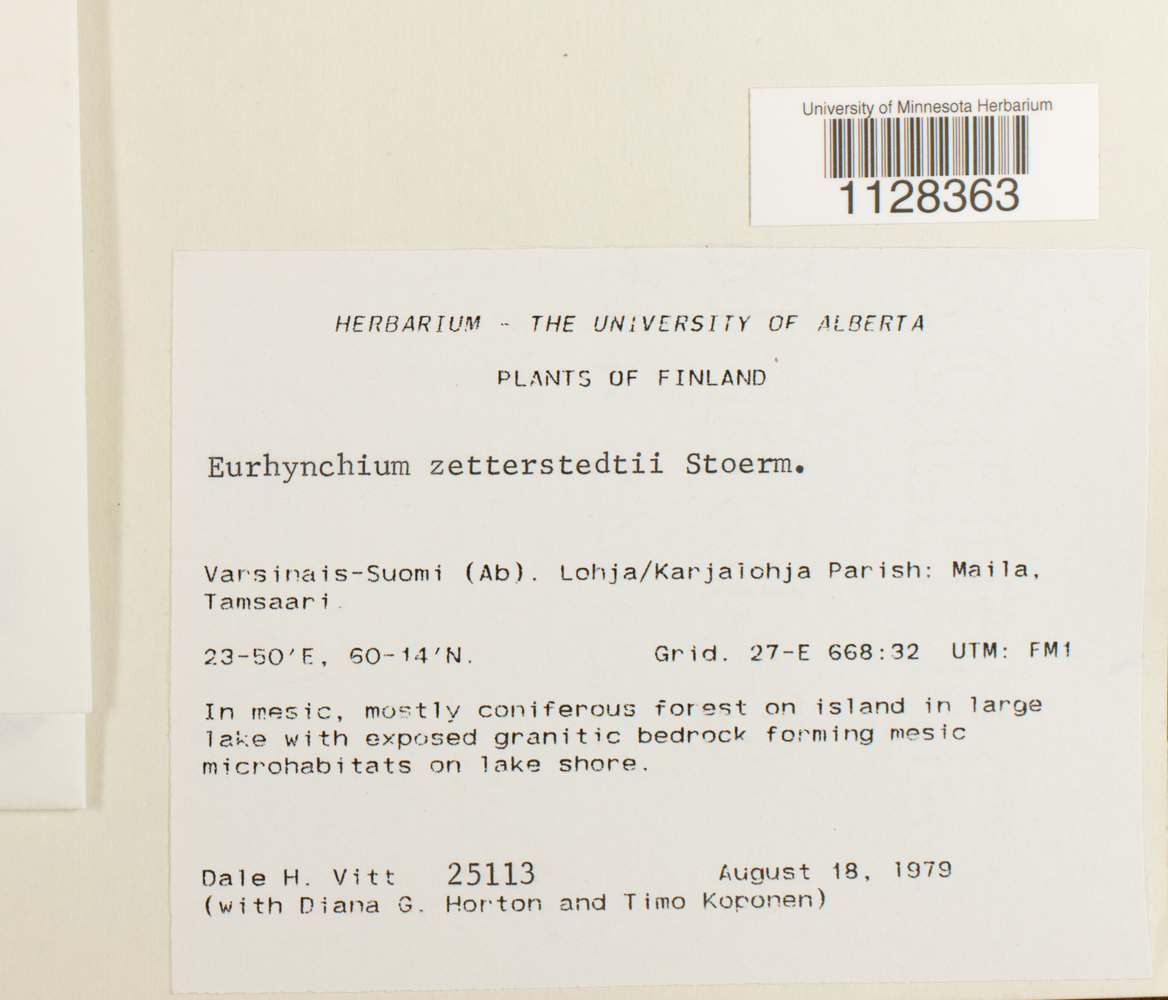 University of Minnesota Herbarium
1128363
HERBARIUM - THE UNIVERSITY OF ALBERTA
PLANTS OF FINLAND
Eurhynchium zetterstedtii Stoerm.
Varsinais-Suomi (Ab). Lohja/Karjalohja Parish: Maila,
Tamsaari.
23-50'E, 60-14'N. Grid. 27-E 668:32 UTM: FM1
In mesic, mostly coniferous forest on island in large
lake with exposed granitic bedrock forming mesic
microhabitats on lake shore.
Dale H. Vitt 25113 August 18, 1979
(with Diana G. Horton and Timo Koponen)